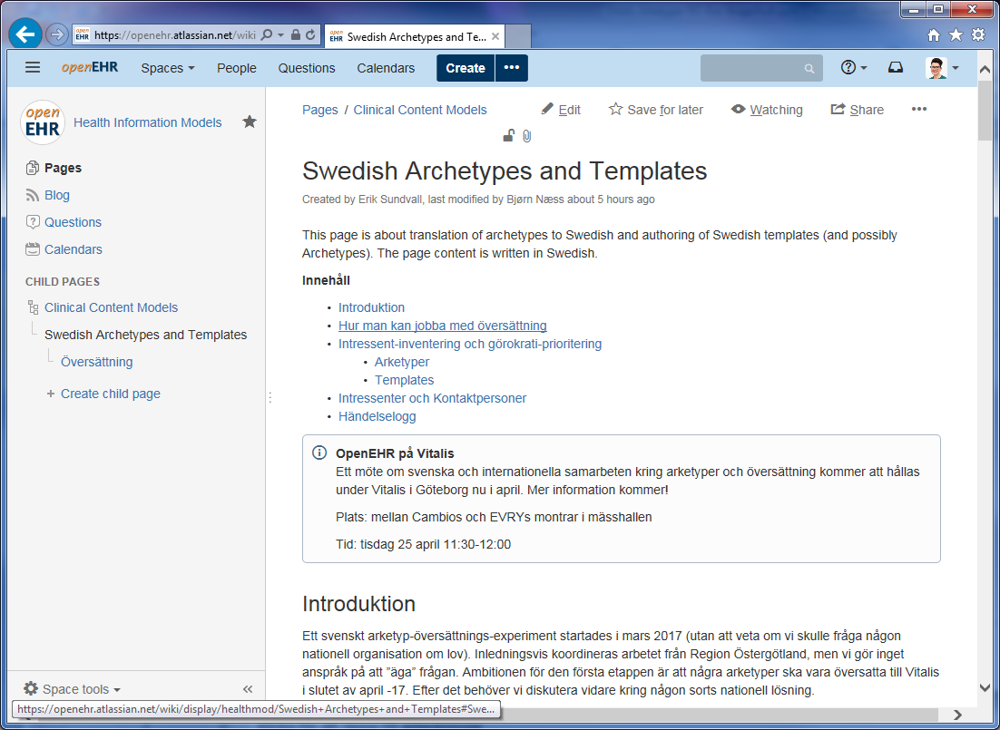 https://openehr.atlassian.net/wiki
open EHR
Swedish Archetypes and Te...
openEHR
Spaces
People
Questions
Calendars
Create
•••
open EHR
Health Information Models
Pages
Blog
Questions
Calendars
CHILD PAGES
Clinical Content Models
Swedish Archetypes and Templates
Översättning
+ Create child page
Space tools
Pages / Clinical Content Models
Edit
Save for later
Watching
Share
•••
Swedish Archetypes and Templates
Created by Erik Sundvall, last modified by Bjørn Næss about 5 hours ago
This page is about translation of archetypes to Swedish and authoring of Swedish templates (and possibly
Archetypes). The page content is written in Swedish.
Innehåll
• Introduktion
• Hur man kan jobba med översättning
• Intressent-inventering och görokrati-prioritering
• Arketyper
• Templates
• Intressenter och Kontaktpersoner
• Händelselogg
OpenEHR på Vitalis
Ett möte om svenska och internationella samarbeten kring arketyper och översättning kommer att hållas
under Vitalis i Göteborg nu i april. Mer information kommer!
Plats: mellan Cambios och EVRYs montrar i mässhallen
Tid: tisdag 25 april 11:30-12:00
Introduktion
Ett svenskt arketyp-översättnings-experiment startades i mars 2017 (utan att veta om vi skulle fråga någon
nationell organisation om lov). Inledningsvis koordineras arbetet från Region Östergötland, men vi gör inget
anspråk på att ”äga” frågan. Ambitionen för den första etappen är att några arketyper ska vara översatta till Vitalis
i slutet av april -17. Efter det behöver vi diskutera vidare kring någon sorts nationell lösning.
https://openehr.atlassian.net/wiki/display/healthmod/Swedish+Archetypes+and+Templates#Swe...